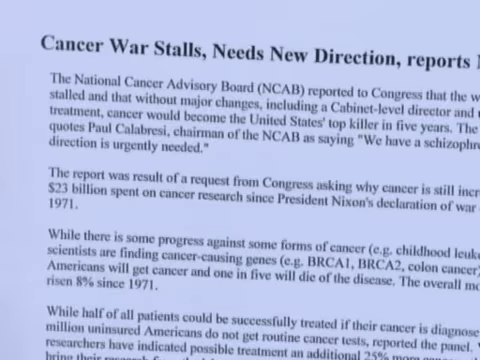 Cancer War Stalls, Needs New Direction, reports
The National Cancer Advisory Board (NCAB) reported to Congress that the w
stalled and that without major changes, including a Cabinet-level director and
treatment, cancer would become the United States' top killer in five years. The
quotes Paul Calabresi, chairman of the NCAB as saying "We have a schizophre
direction is urgently needed."
The report was result of a request from Congress asking why cancer is still incr
$23 billion spent on cancer research since President Nixon's declaration of war
1971.
While there is some progress against some forms of cancer (e.g. childhood leuke
scientists are finding cancer-causing genes (e.g. BRCA1, BRCA2, colon cancer)
Americans will get cancer and one in five will die of the disease. The overall mo
risen 8% since 1971.
While half of all patients could be successfully treated if their cancer is diagnose
million uninsured Americans do not get routine cancer tests, reported the panel.
researchers have indicated possible treatment an additional 25% more
bring their research from